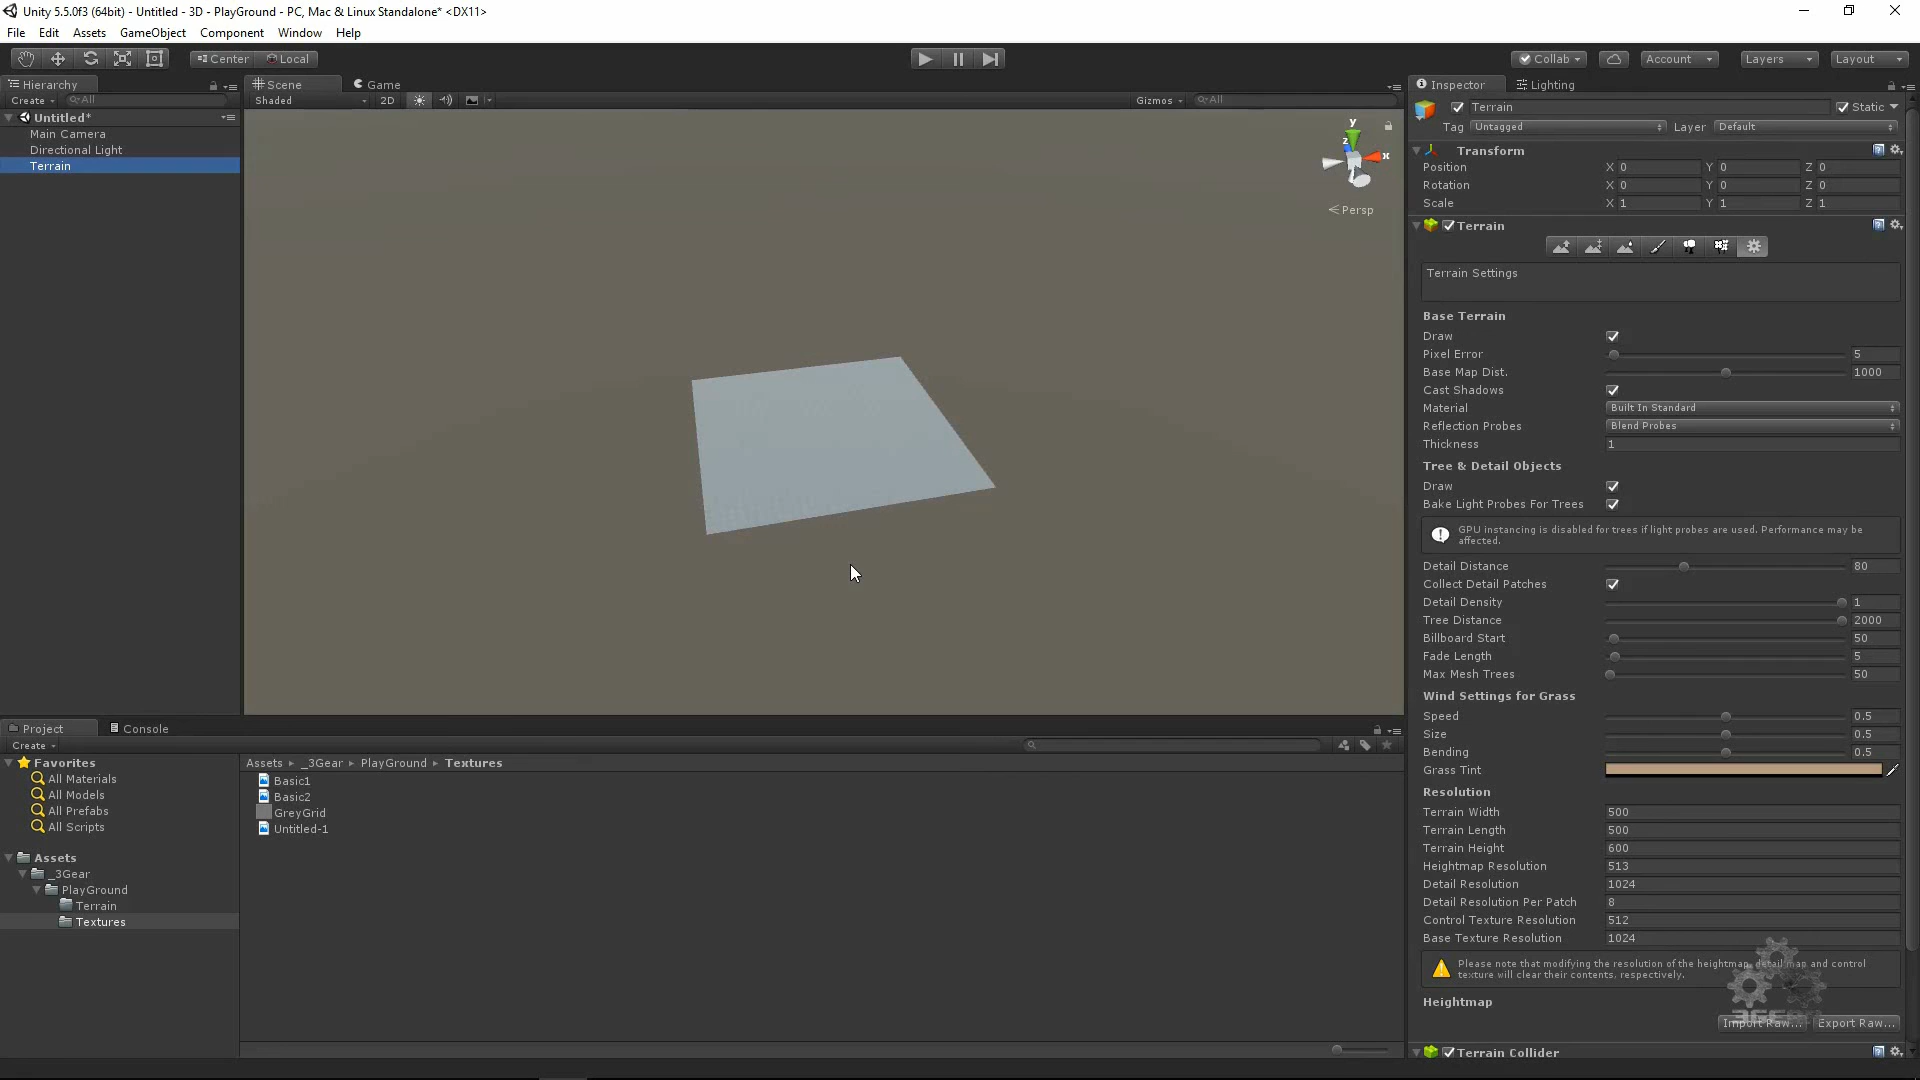 Unity 5.5.0f3 (64bit) - Untitled - 3D - PlayGround - PC, Mac & Linux Standalone* <DX11>
File Edit Assets GameObject Component Window Help
Center Local
Collab Account Layers Layout
Hierarchy
Create All
Untitled*
Main Camera
Directional Light
Terrain
Scene Game
Shaded 2D Gizmos All
y
z
x
Persp
Inspector Lighting
Terrain Static
Tag Untagged Layer Default
Transform
Position X 0 Y 0 Z 0
Rotation X 0 Y 0 Z 0
Scale X 1 Y 1 Z 1
Terrain
Terrain Settings
Base Terrain
Draw
Pixel Error 5
Base Map Dist. 1000
Cast Shadows
Material Built In Standard
Reflection Probes Blend Probes
Thickness 1
Tree & Detail Objects
Draw
Bake Light Probes For Trees
GPU instancing is disabled for trees if light probes are used. Performance may be
affected.
Detail Distance 80
Collect Detail Patches
Detail Density 1
Tree Distance 2000
Billboard Start 50
Fade Length 5
Max Mesh Trees 50
Wind Settings for Grass
Speed 0.5
Size 0.5
Bending 0.5
Grass Tint
Resolution
Terrain Width 500
Terrain Length 500
Terrain Height 600
Heightmap Resolution 513
Detail Resolution 1024
Detail Resolution Per Patch 8
Control Texture Resolution 512
Base Texture Resolution 1024
Please note that modifying the resolution of the heightmap, detail map and control
texture will clear their contents, respectively.
Heightmap
Import Raw... Export Raw...
3GEAR
Terrain Collider
Project Console
Create
Favorites
All Materials
All Models
All Prefabs
All Scripts
Assets
_3Gear
PlayGround
Terrain
Textures
Assets _3Gear PlayGround Textures
Basic1
Basic2
GreyGrid
Untitled-1